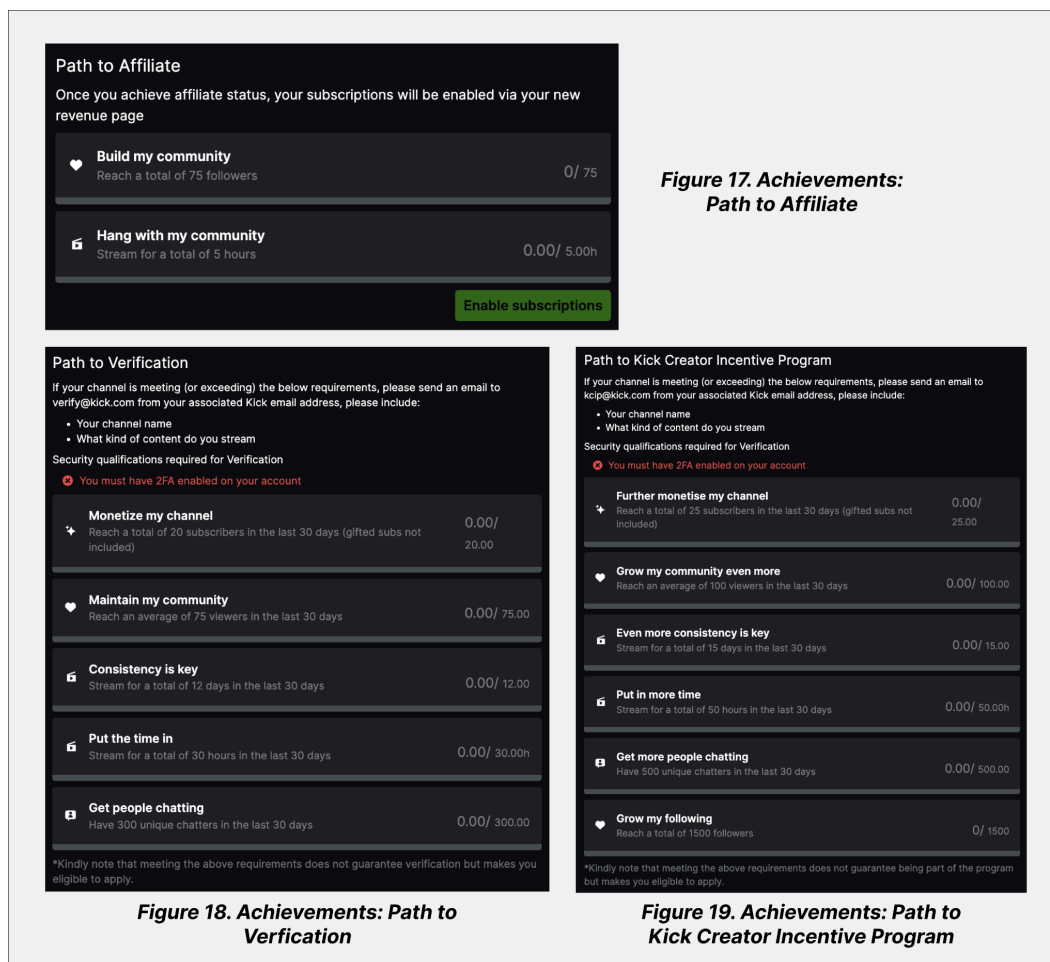 Path to Affiliate
Once you achieve affiliate status, your subscriptions will be enabled via your new
revenue page
Build my community
Reach a total of 75 followers
0/ 75
Hang with my community
Stream for a total of 5 hours
0.00/ 5.00h
Enable subscriptions
Figure 17. Achievements:
Path to Affiliate
Path to Verification
If your channel is meeting (or exceeding) the below requirements, please send an email to
verify@kick.com from your associated Kick email address, please include:
• Your channel name
• What kind of content do you stream
Security qualifications required for Verification
You must have 2FA enabled on your account
Monetize my channel
Reach a total of 20 subscribers in the last 30 days (gifted subs not
included)
0.00/
20.00
Maintain my community
Reach an average of 75 viewers in the last 30 days
0.00/ 75.00
Consistency is key
Stream for a total of 12 days in the last 30 days
0.00/ 12.00
Put the time in
Stream for a total of 30 hours in the last 30 days
0.00/ 30.00h
Get people chatting
Have 300 unique chatters in the last 30 days
0.00/ 300.00
*Kindly note that meeting the above requirements does not guarantee verification but makes you
eligible to apply.
Figure 18. Achievements: Path to
Verfication
Path to Kick Creator Incentive Program
If your channel is meeting (or exceeding) the below requirements, please send an email to
kcip@kick.com from your associated Kick email address, please include:
• Your channel name
• What kind of content do you stream
Security qualifications required for Verification
You must have 2FA enabled on your account
Further monetise my channel
Reach a total of 25 subscribers in the last 30 days (gifted subs not
included)
0.00/
25.00
Grow my community even more
Reach an average of 100 viewers in the last 30 days
0.00/ 100.00
Even more consistency is key
Stream for a total of 15 days in the last 30 days
0.00/ 15.00
Put in more time
Stream for a total of 50 hours in the last 30 days
0.00/ 50.00h
Get more people chatting
Have 500 unique chatters in the last 30 days
0.00/ 500.00
Grow my following
Reach a total of 1500 followers
0/ 1500
*Kindly note that meeting the above requirements does not guarantee being part of the program
but makes you eligible to apply.
Figure 19. Achievements: Path to
Kick Creator Incentive Program